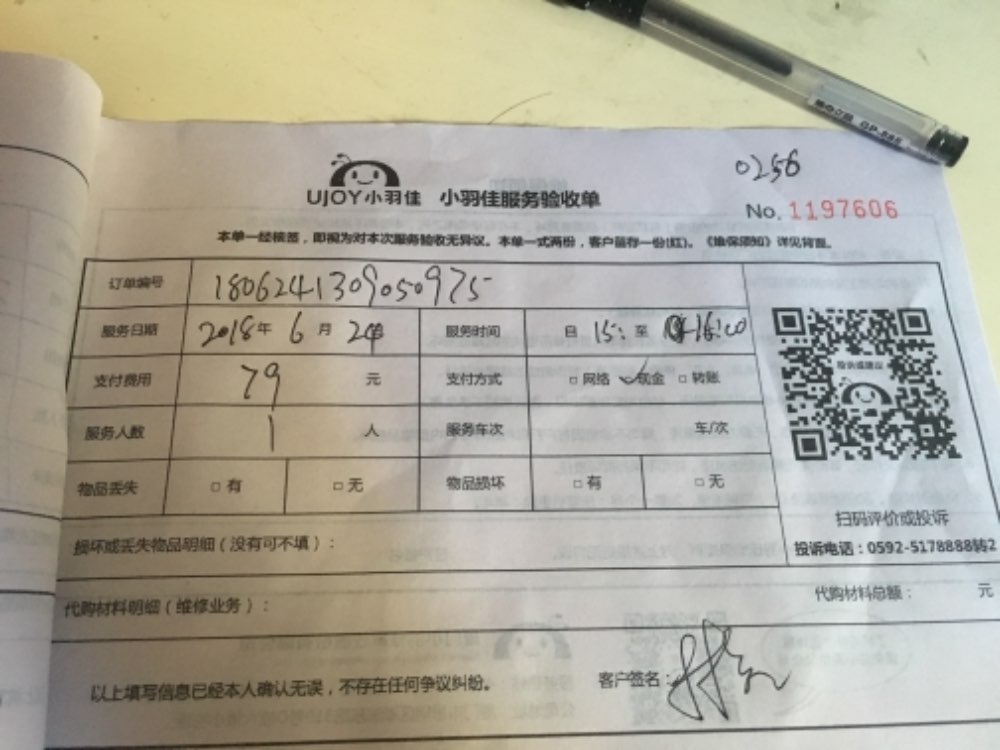 0256
UJOY小羽佳 小羽佳服务验收单
No. 1197606
本单一经核签，即视为对本次服务验收无异议。本单一式两份，客户留存一份(红)。《维保须知》详见背面。
订单编号 1806241309050975
服务日期 2018年 6月 24 服务时间 自 15: 至 16:00
支付费用 79 元 支付方式 □网络 ✓现金 □转账
服务人数 1 人 服务车次 车/次
物品丢失 □有 □无 物品损坏 □有 □无
扫码评价或投诉
投诉电话：0592-5178888转2
损坏或丢失物品明细（没有可不填）：
代购材料明细（维修业务）： 代购材料总额： 元
以上填写信息已经本人确认无误，不存在任何争议纠纷。 客户签名：